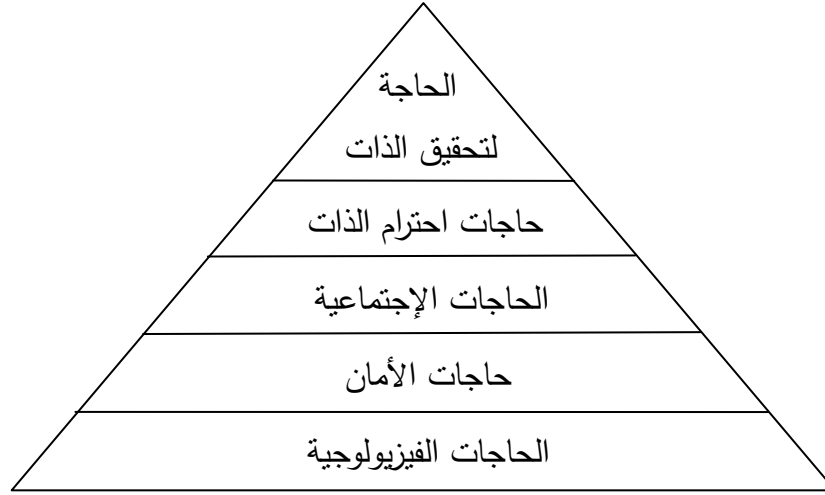 الحاجة
لتحقيق الذات
حاجات احترام الذات
الحاجات الإجتماعية
حاجات الأمان
الحاجات الفيزيولوجية